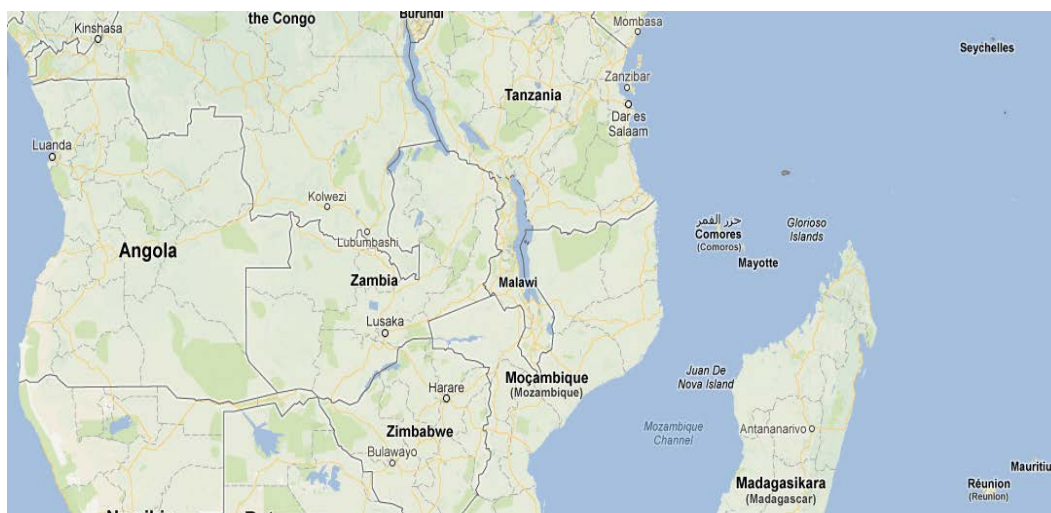 the Congo
Burundi
Kinshasa
Mombasa
Seychelles
Zanzibar
Tanzania
Dar es
Salaam
Luanda
Kolwezi
Lubumbashi
جزر القمر
Comores
(Comoros)
Glorioso
Islands
Mayotte
Angola
Zambia
Malawi
Lusaka
Moçambique
(Mozambique)
Juan De
Nova Island
Harare
Zimbabwe
Mozambique
Channel
Antananarivo
Bulawayo
Mauritiu
Madagasikara
(Madagascar)
Réunion
(Reunion)